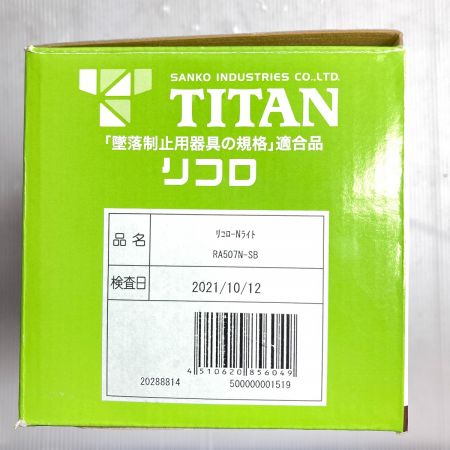 SANKO INDUSTRIES CO.,LTD.
TITAN
「墜落制止用器具の規格」適合品
リコロ
品名 ﾘｺﾛ-Nﾗｲﾄ
RA507N-SB
検査日 2021/10/12
4510620856049
20288814 500000001519